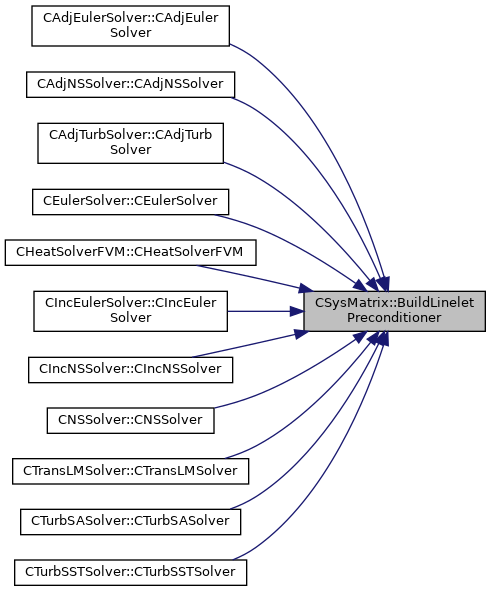 CAdjEulerSolver::CAdjEuler
Solver
CAdjNSSolver::CAdjNSSolver
CAdjTurbSolver::CAdjTurb
Solver
CEulerSolver::CEulerSolver
CHeatSolverFVM::CHeatSolverFVM
CIncEulerSolver::CIncEuler
Solver
CSysMatrix::BuildLinelet
Preconditioner
CIncNSSolver::CIncNSSolver
CNSSolver::CNSSolver
CTransLMSolver::CTransLMSolver
CTurbSASolver::CTurbSASolver
CTurbSSTSolver::CTurbSSTSolver